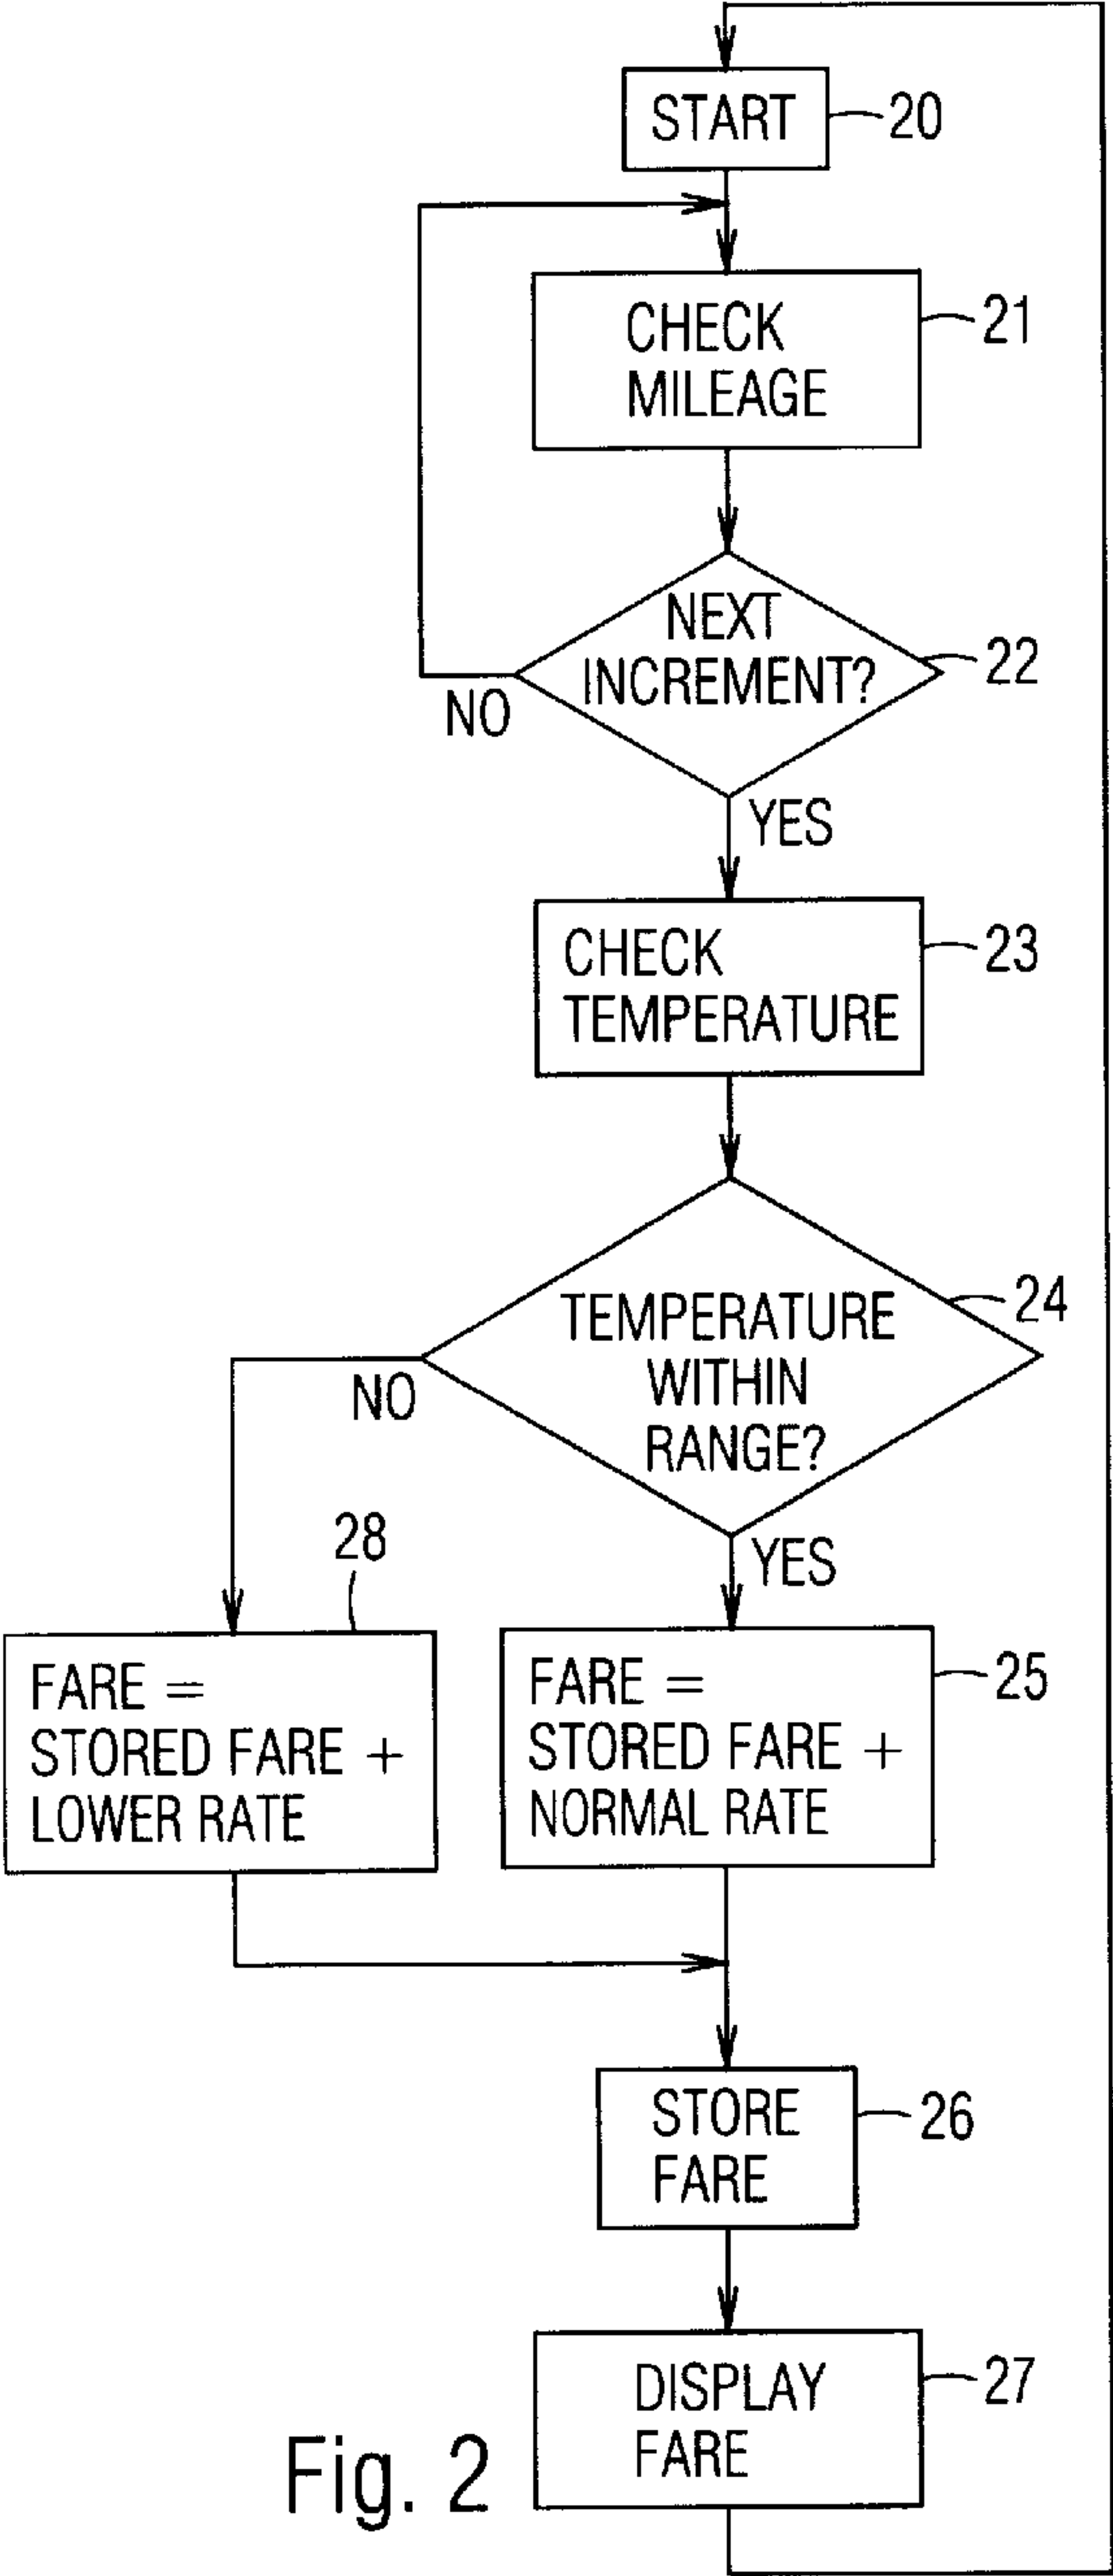 START
20
CHECK
MILEAGE
21
NEXT
INCREMENT?
22
NO
YES
CHECK
TEMPERATURE
23
TEMPERATURE
WITHIN
RANGE?
24
NO
YES
28
FARE =
STORED FARE +
LOWER RATE
FARE =
STORED FARE +
NORMAL RATE
25
STORE
FARE
26
DISPLAY
FARE
27
Fig. 2